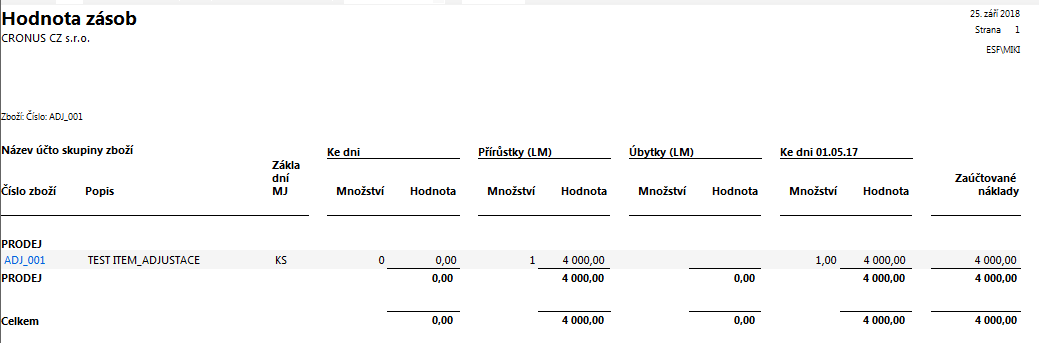 Hodnota zásob
25. září 2018
CRONUS CZ s.r.o.
Strana 1
ESF\MIKI
Zboží: Číslo: ADJ_001
Název účto skupiny zboží
Ke dni
Přírůstky (LM)
Úbytky (LM)
Ke dni 01.05.17
Číslo zboží Popis Zákla
dní
MJ Množství Hodnota Množství Hodnota Množství Hodnota Množství Hodnota Zaúčtované
náklady
PRODEJ
ADJ_001 TEST ITEM_ADJUSTACE KS 0 0,00 1 4 000,00 1,00 4 000,00 4 000,00
PRODEJ 0,00 4 000,00 0,00 4 000,00 4 000,00
Celkem 0,00 4 000,00 0,00 4 000,00 4 000,00